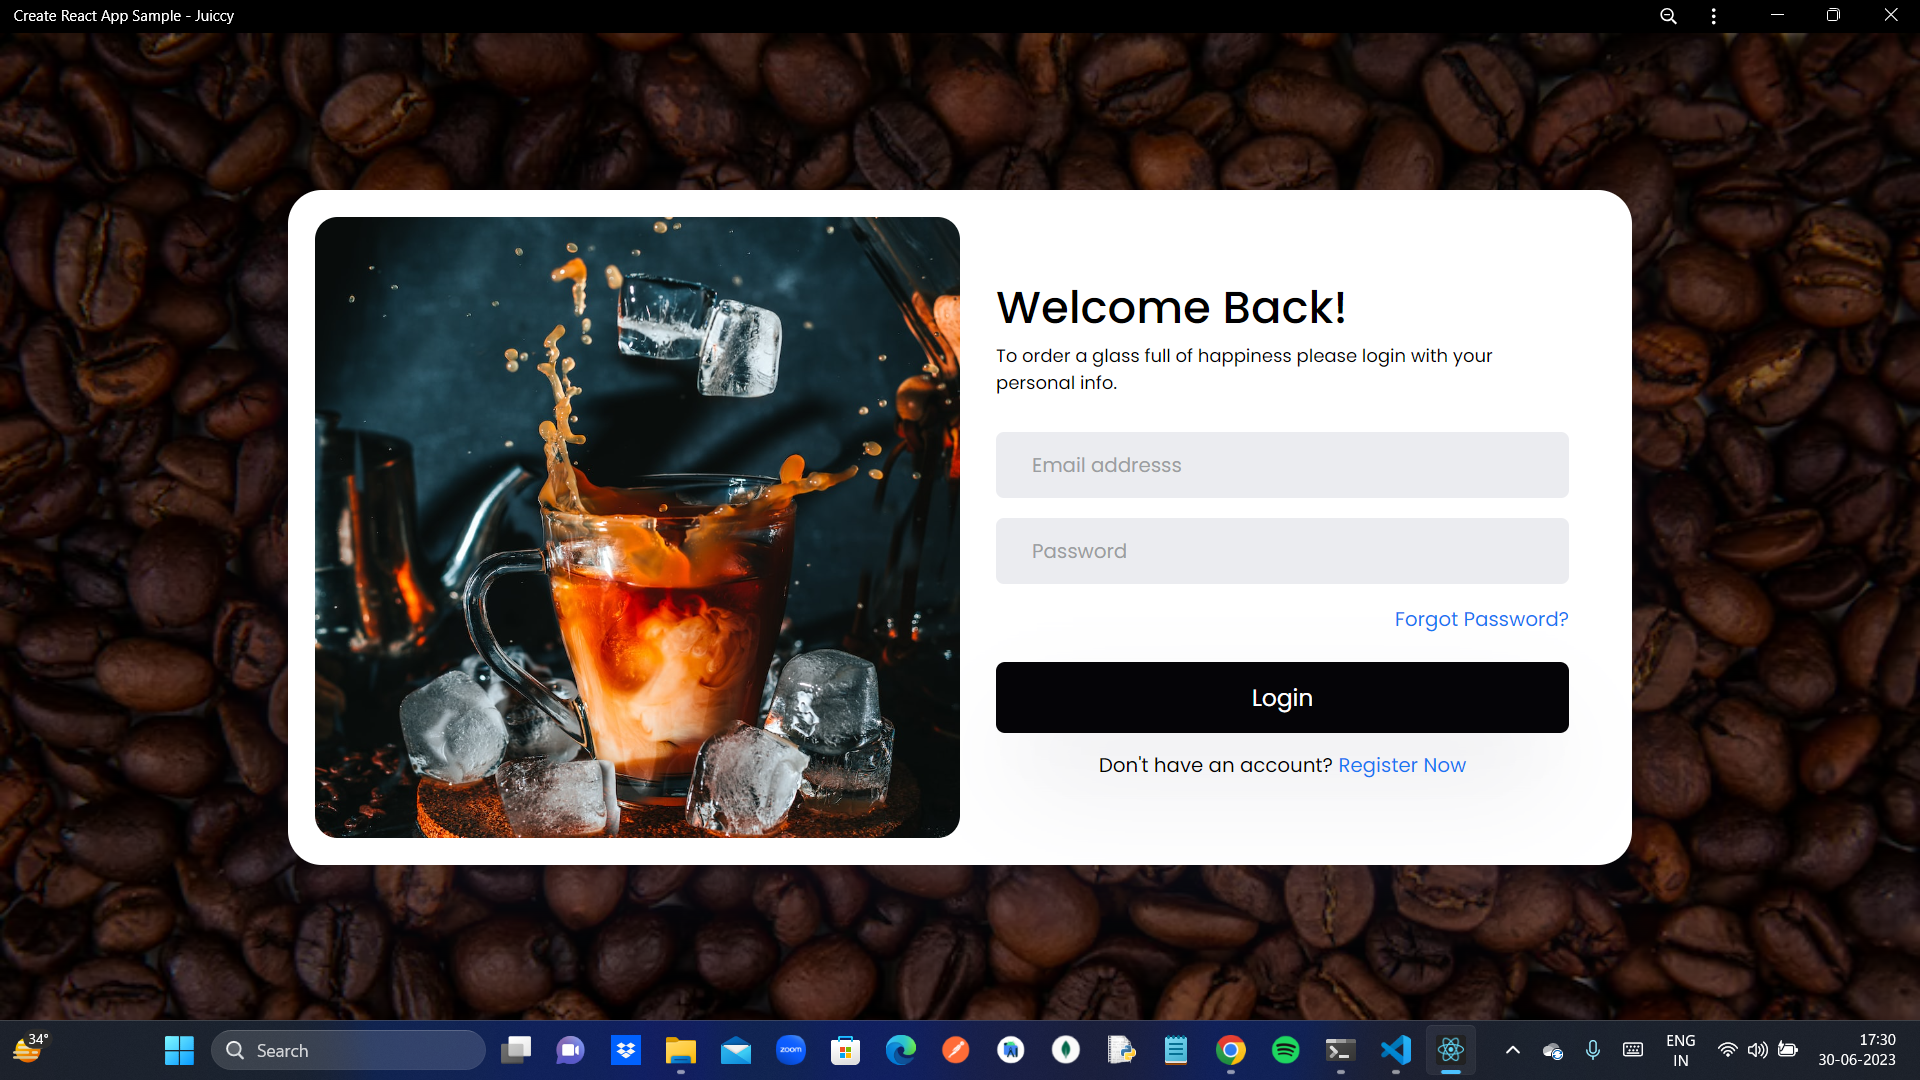 Create React App Sample - Juiccy
Welcome Back!
To order a glass full of happiness please login with your
personal info.
Email addresss
Password
Forgot Password?
Login
Don't have an account? Register Now
34°
Search
zoom
ENG
IN
17:30
30-06-2023